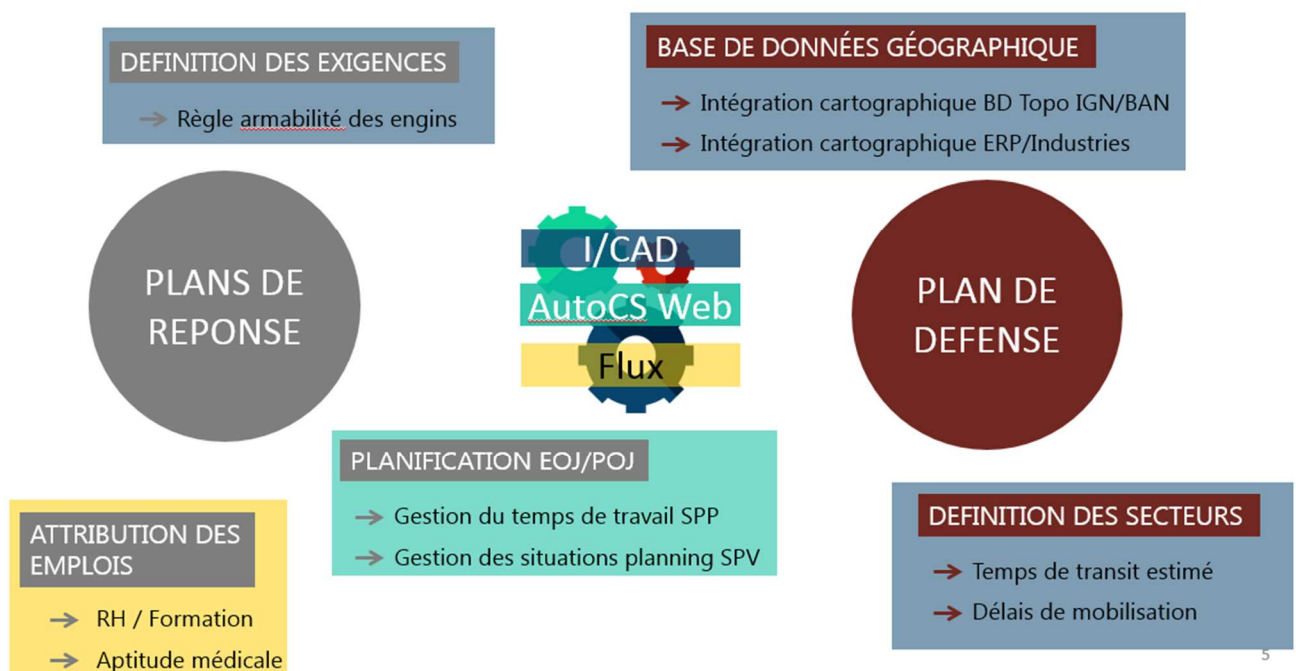 DEFINITION DES EXIGENCES
→ Règle armabilité des engins
BASE DE DONNÉES GÉOGRAPHIQUE
→ Intégration cartographique BD Topo IGN/BAN
→ Intégration cartographique ERP/Industries
PLANS DE
REPONSE
I/CAD
AutoCS Web
Flux
PLAN DE
DEFENSE
PLANIFICATION EOJ/POJ
→ Gestion du temps de travail SPP
→ Gestion des situations planning SPV
ATTRIBUTION DES
EMPLOIS
→ RH / Formation
→ Aptitude médicale
DEFINITION DES SECTEURS
→ Temps de transit estimé
→ Délais de mobilisation
5